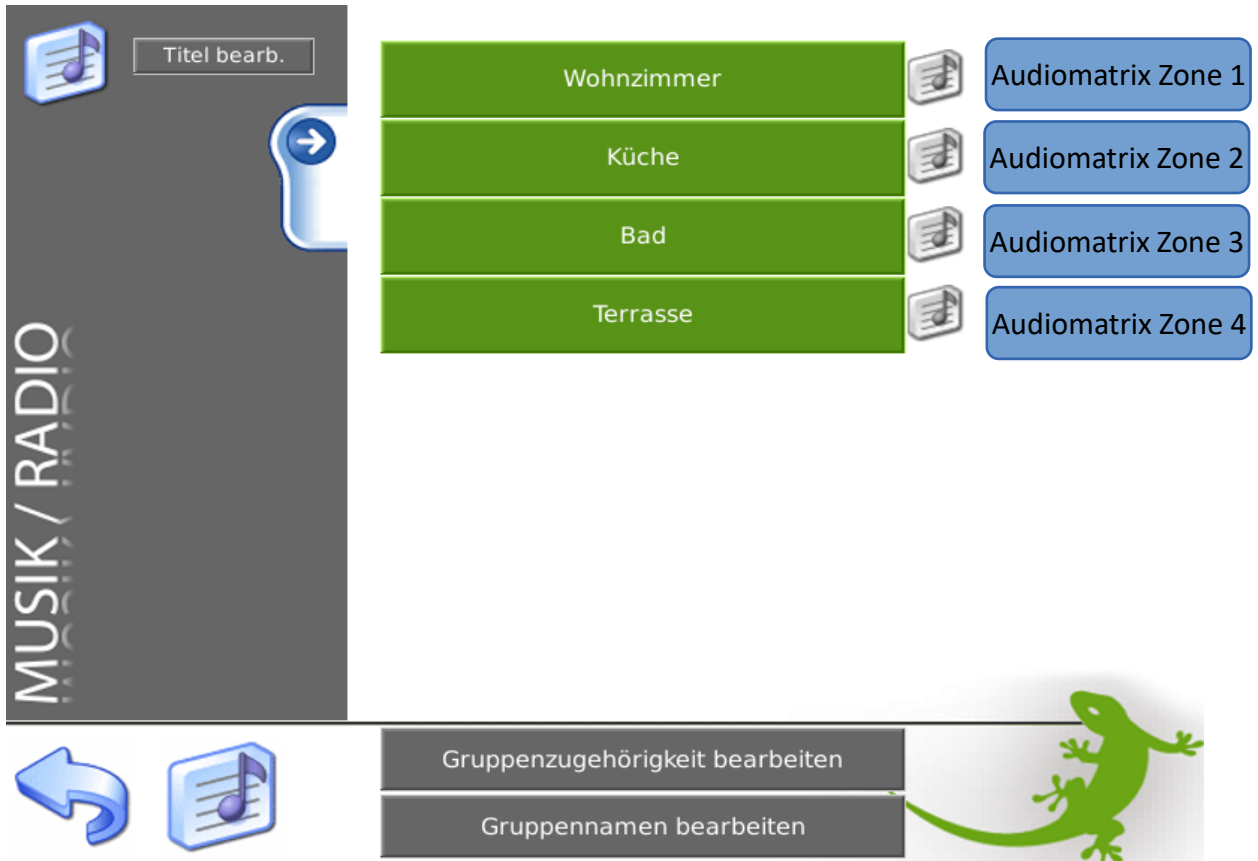 Titel bearb.
Wohnzimmer
Audiomatrix Zone 1
Küche
Audiomatrix Zone 2
Bad
Audiomatrix Zone 3
Terrasse
Audiomatrix Zone 4
MUSIK / RADIO
Gruppenzugehörigkeit bearbeiten
Gruppennamen bearbeiten